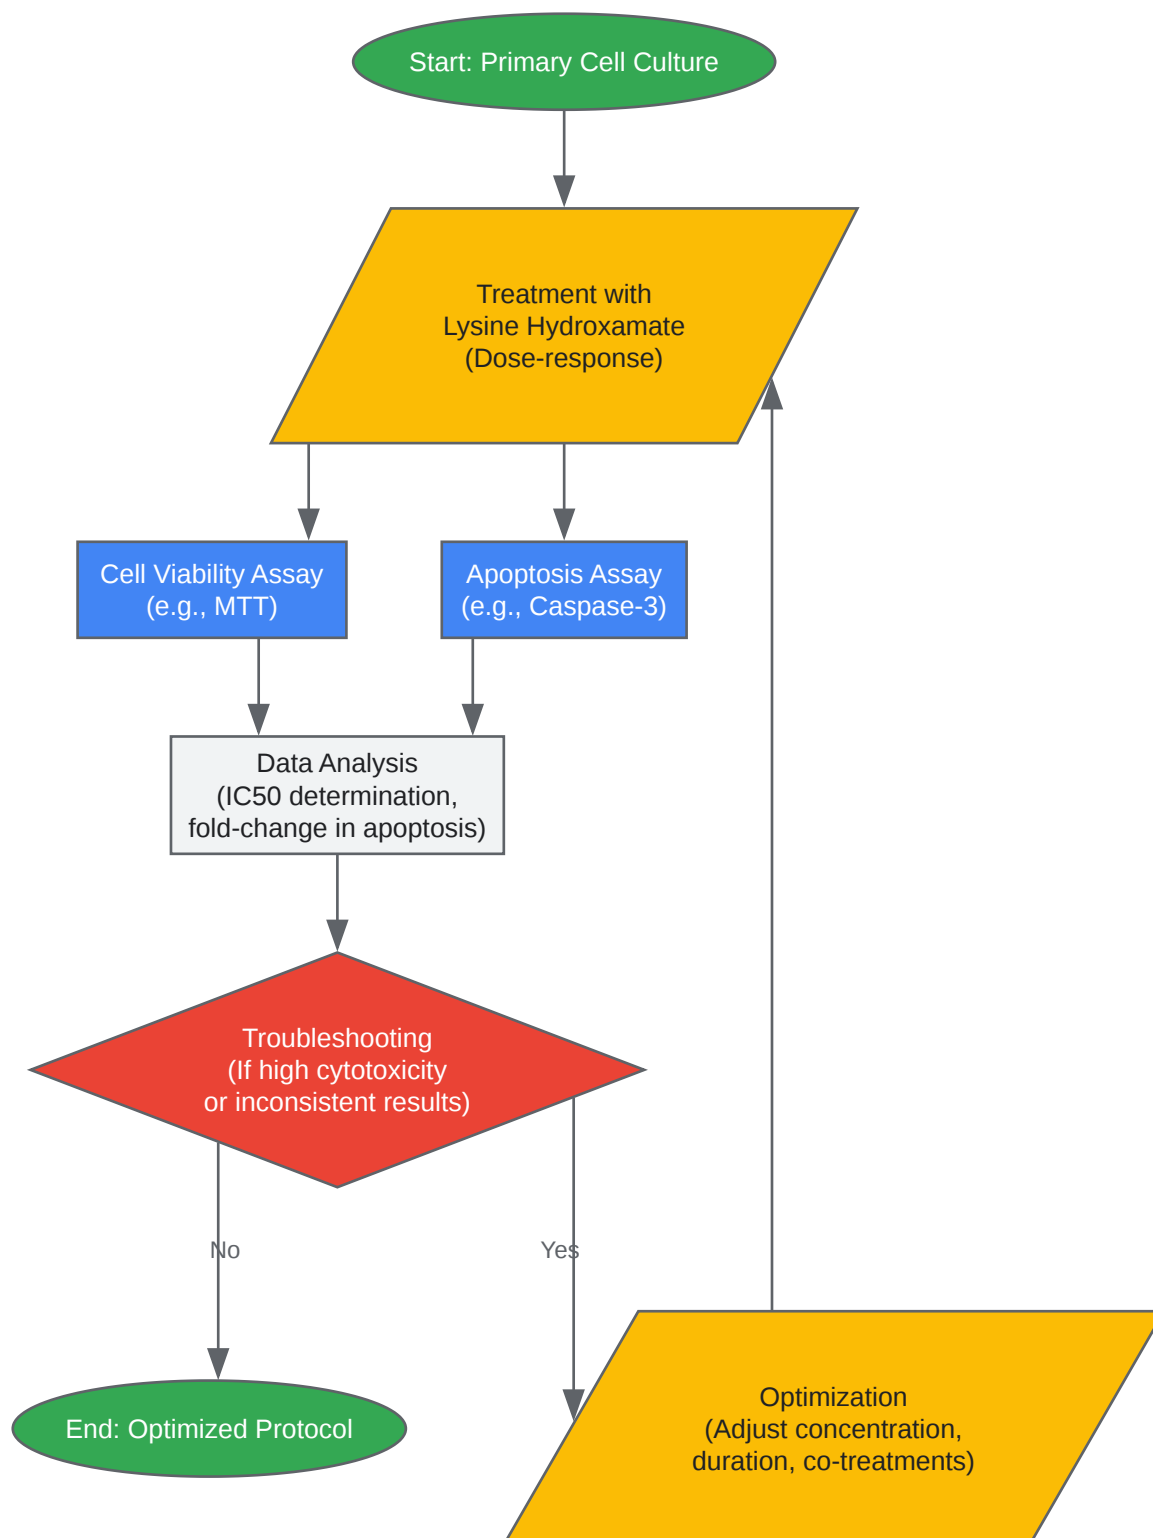 Start: Primary Cell Culture
Treatment with
Lysine Hydroxamate
(Dose-response)
Cell Viability Assay
(e.g., MTT)
Apoptosis Assay
(e.g., Caspase-3)
Data Analysis
(IC50 determination,
fold-change in apoptosis)
Troubleshooting
(If high cytotoxicity
or inconsistent results)
No
Yes
End: Optimized Protocol
Optimization
(Adjust concentration,
duration, co-treatments)